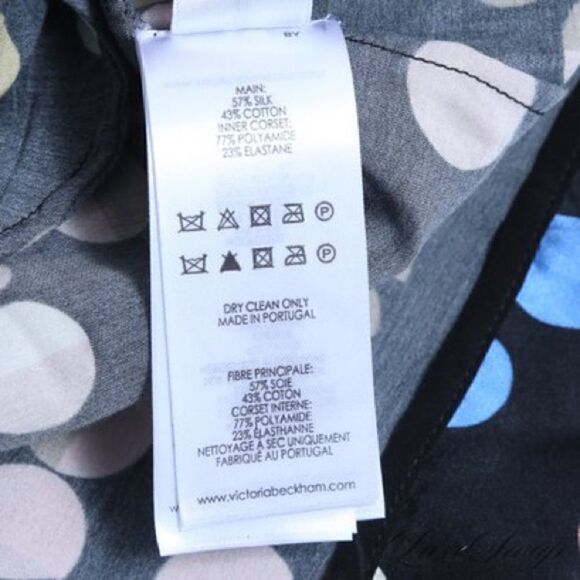 BY
MAIN:
57% SILK
43% COTTON
INNER CORSET:
77% POLYAMIDE
23% ELASTANE
P
P
DRY CLEAN ONLY
MADE IN PORTUGAL
FIBRE PRINCIPALE:
57% SOIE
43% COTON
CORSET INTERNE:
77% POLYAMIDE
23% ÉLASTHANNE
NETTOYAGE À SEC UNIQUEMENT
FABRIQUÉ AU PORTUGAL
www.victoriabeckham.com